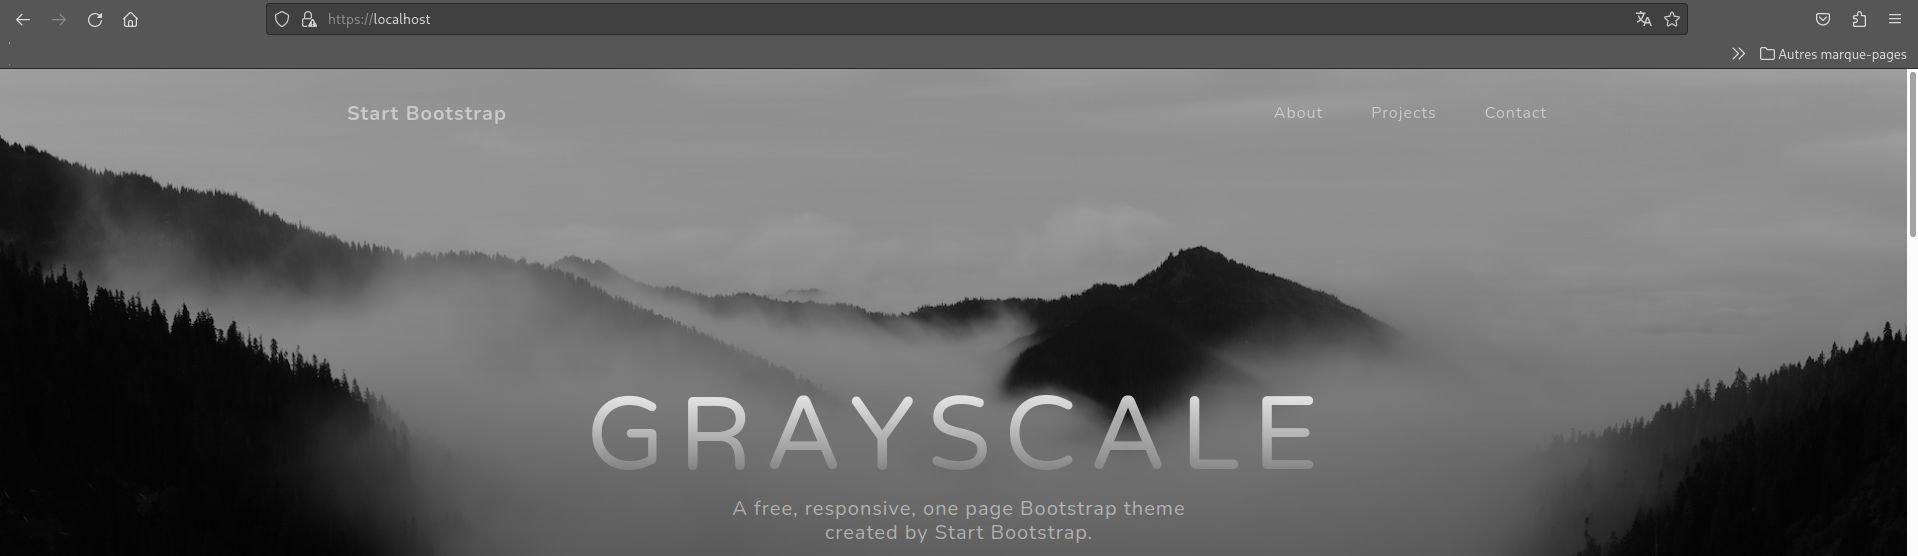 https://localhost
Autres marque-pages
Start Bootstrap
About
Projects
Contact
GRAYSCALE
A free, responsive, one page Bootstrap theme
created by Start Bootstrap.